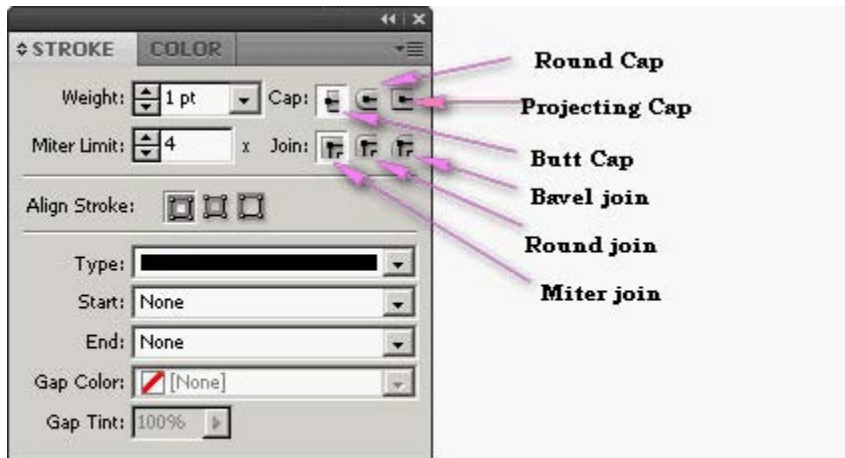 STROKE COLOR
Weight: 1 pt Cap: Round Cap
Projecting Cap
Miter Limit: 4 x Join: Butt Cap
Bavel join
Align Stroke:
Round join
Type:
Miter join
Start: None
End: None
Gap Color: [None]
Gap Tint: 100%